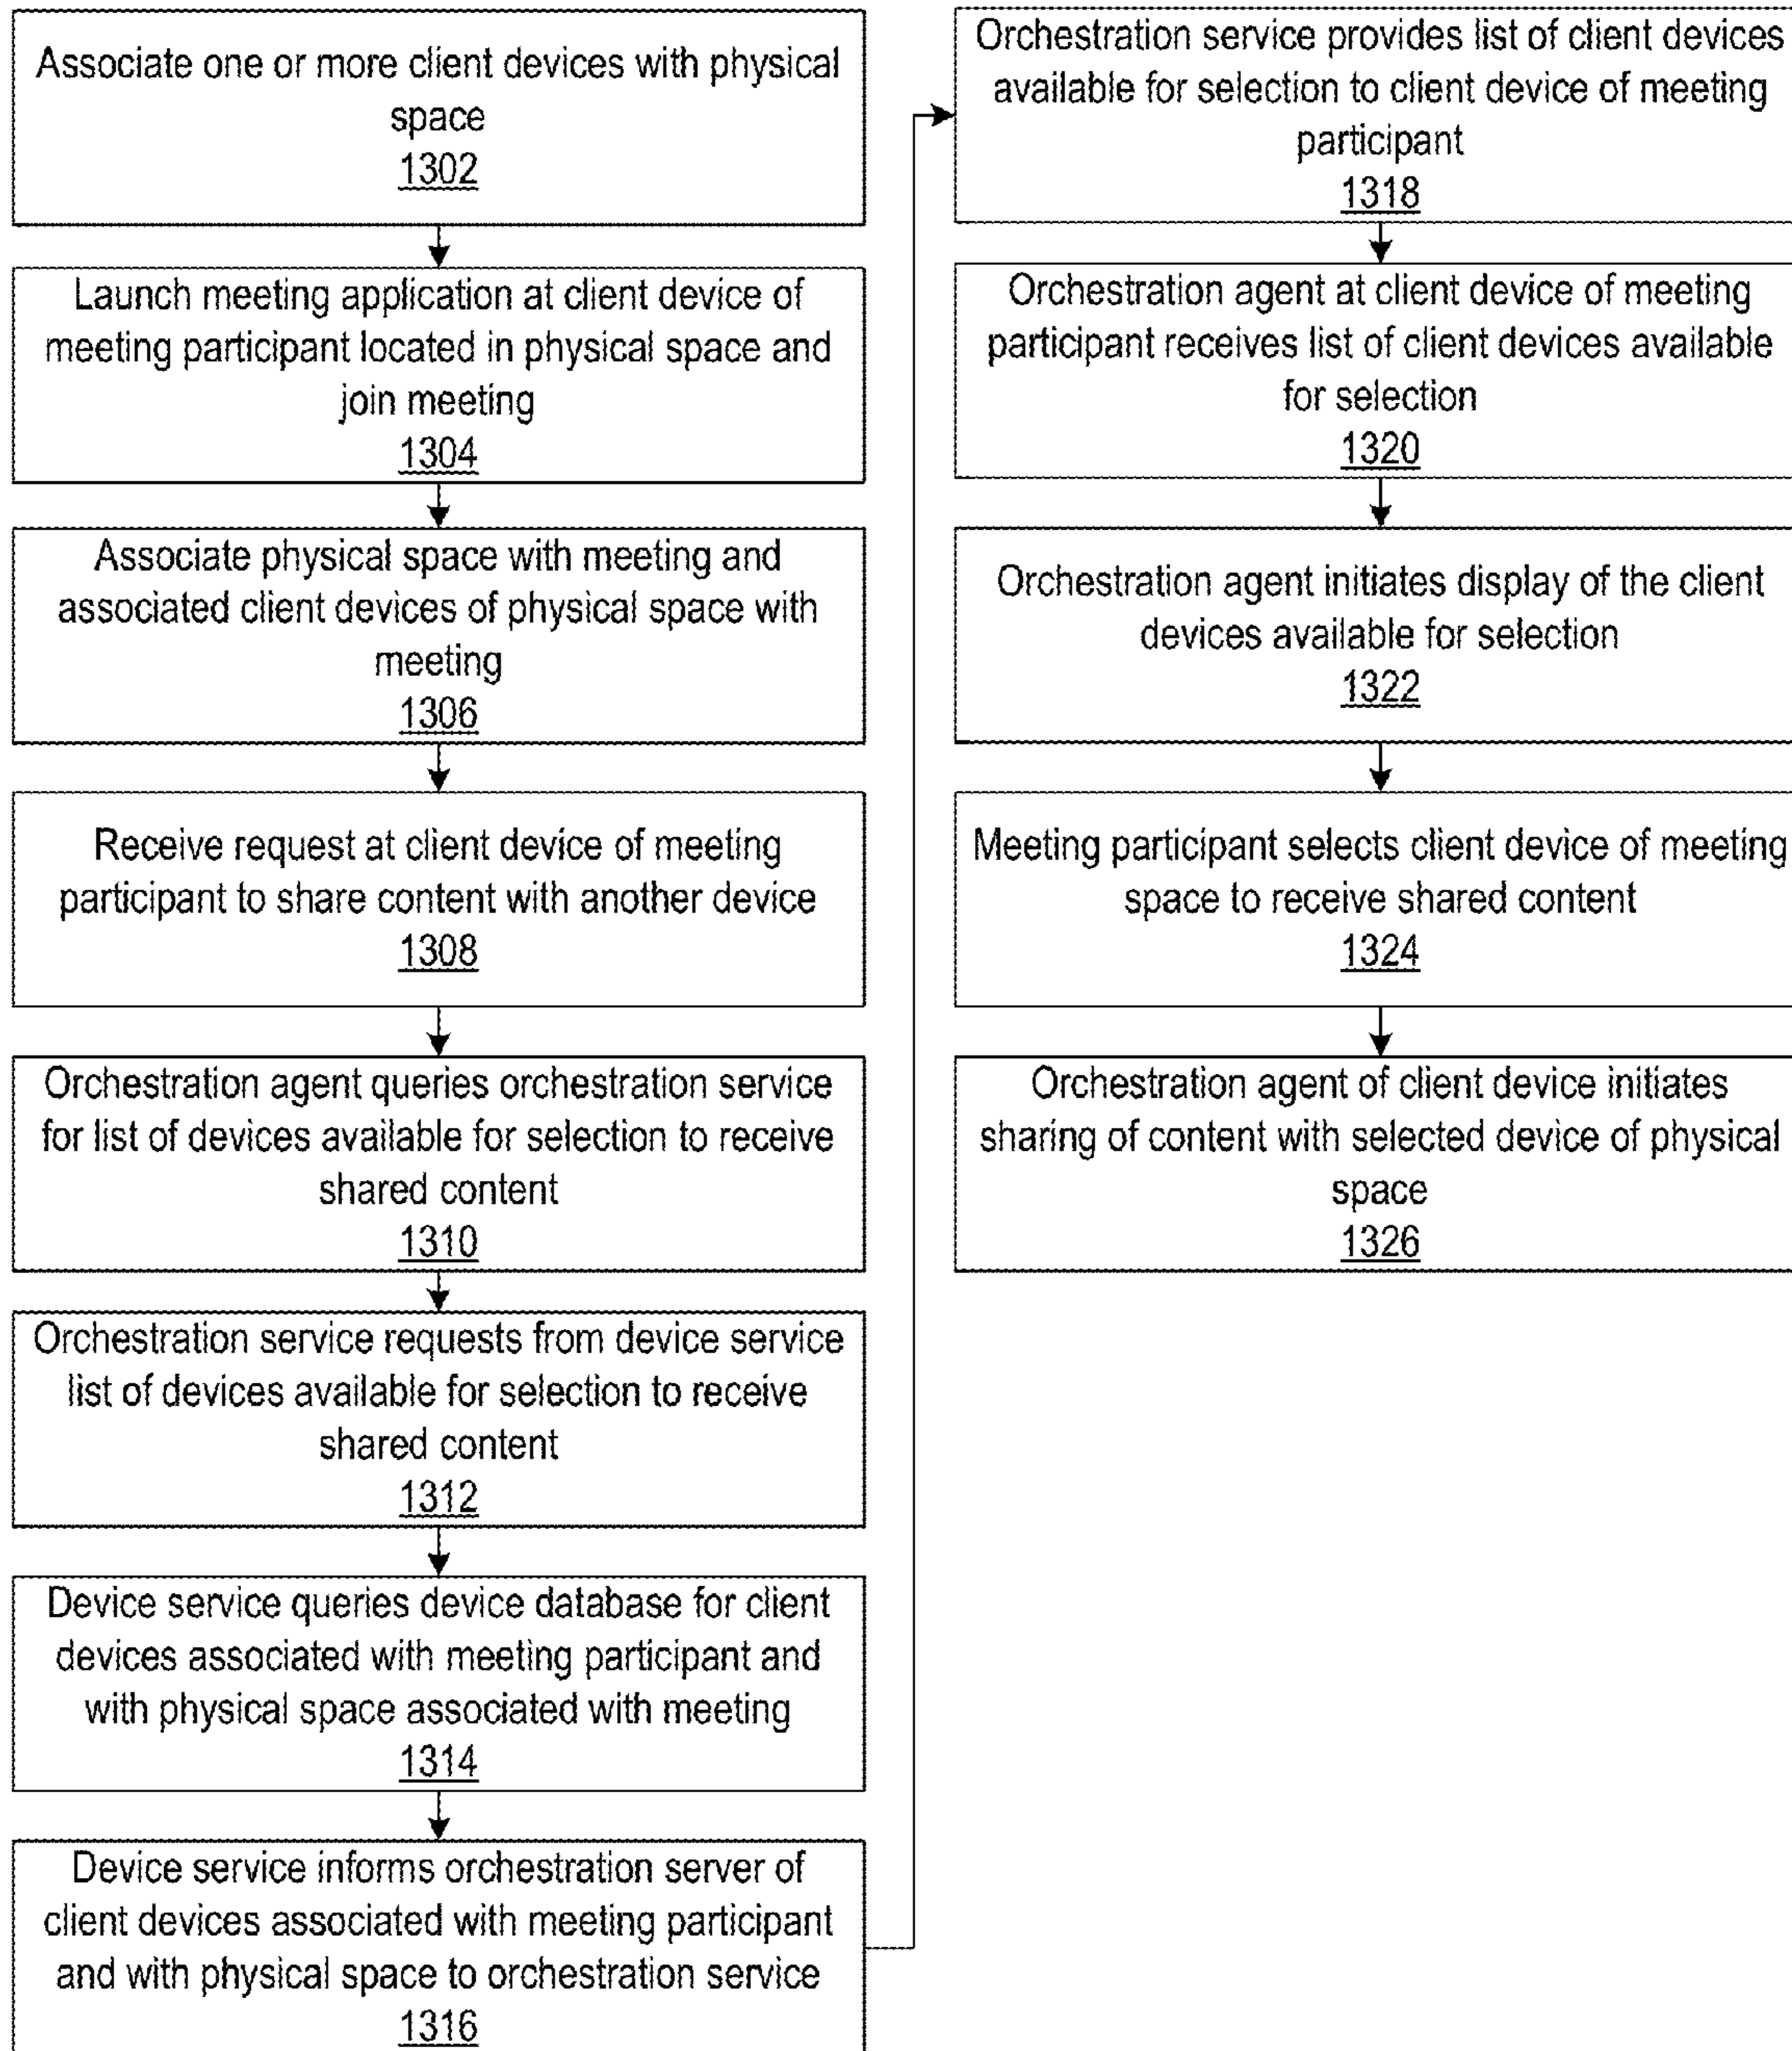 Associate one or more client devices with physical
space
1302
Launch meeting application at client device of
meeting participant located in physical space and
join meeting
1304
Associate physical space with meeting and
associated client devices of physical space with
meeting
1306
Receive request at client device of meeting
participant to share content with another device
1308
Orchestration agent queries orchestration service
for list of devices available for selection to receive
shared content
1310
Orchestration service requests from device service
list of devices available for selection to receive
shared content
1312
Device service queries device database for client
devices associated with meeting participant and
with physical space associated with meeting
1314
Device service informs orchestration server of
client devices associated with meeting participant
and with physical space to orchestration service
1316
Orchestration service provides list of client devices
available for selection to client device of meeting
participant
1318
Orchestration agent at client device of meeting
participant receives list of client devices available
for selection
1320
Orchestration agent initiates display of the client
devices available for selection
1322
Meeting participant selects client device of meeting
space to receive shared content
1324
Orchestration agent of client device initiates
sharing of content with selected device of physical
space
1326